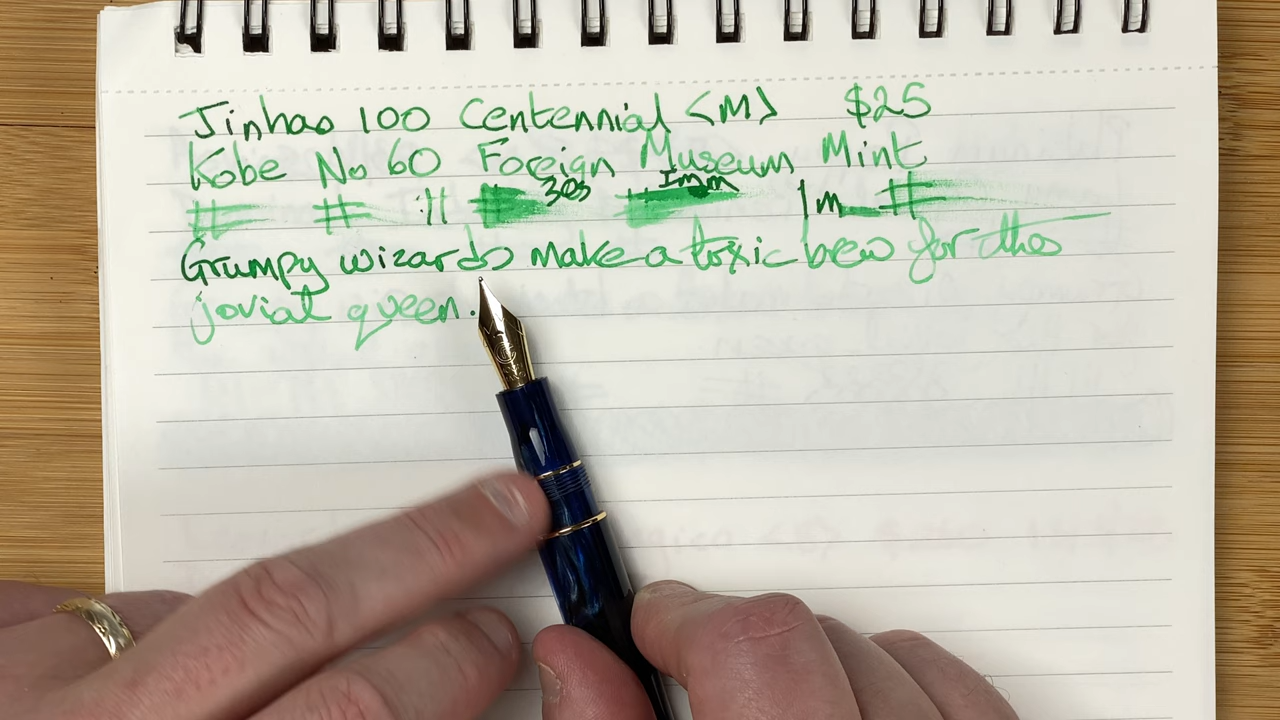 Jinhao 100 Centennial <M> $25
Kobe No 60 Foreign Museum Mint
# # # # 30s 1mm 1m #
Grumpy wizards make a toxic brew for the
jovial queen.